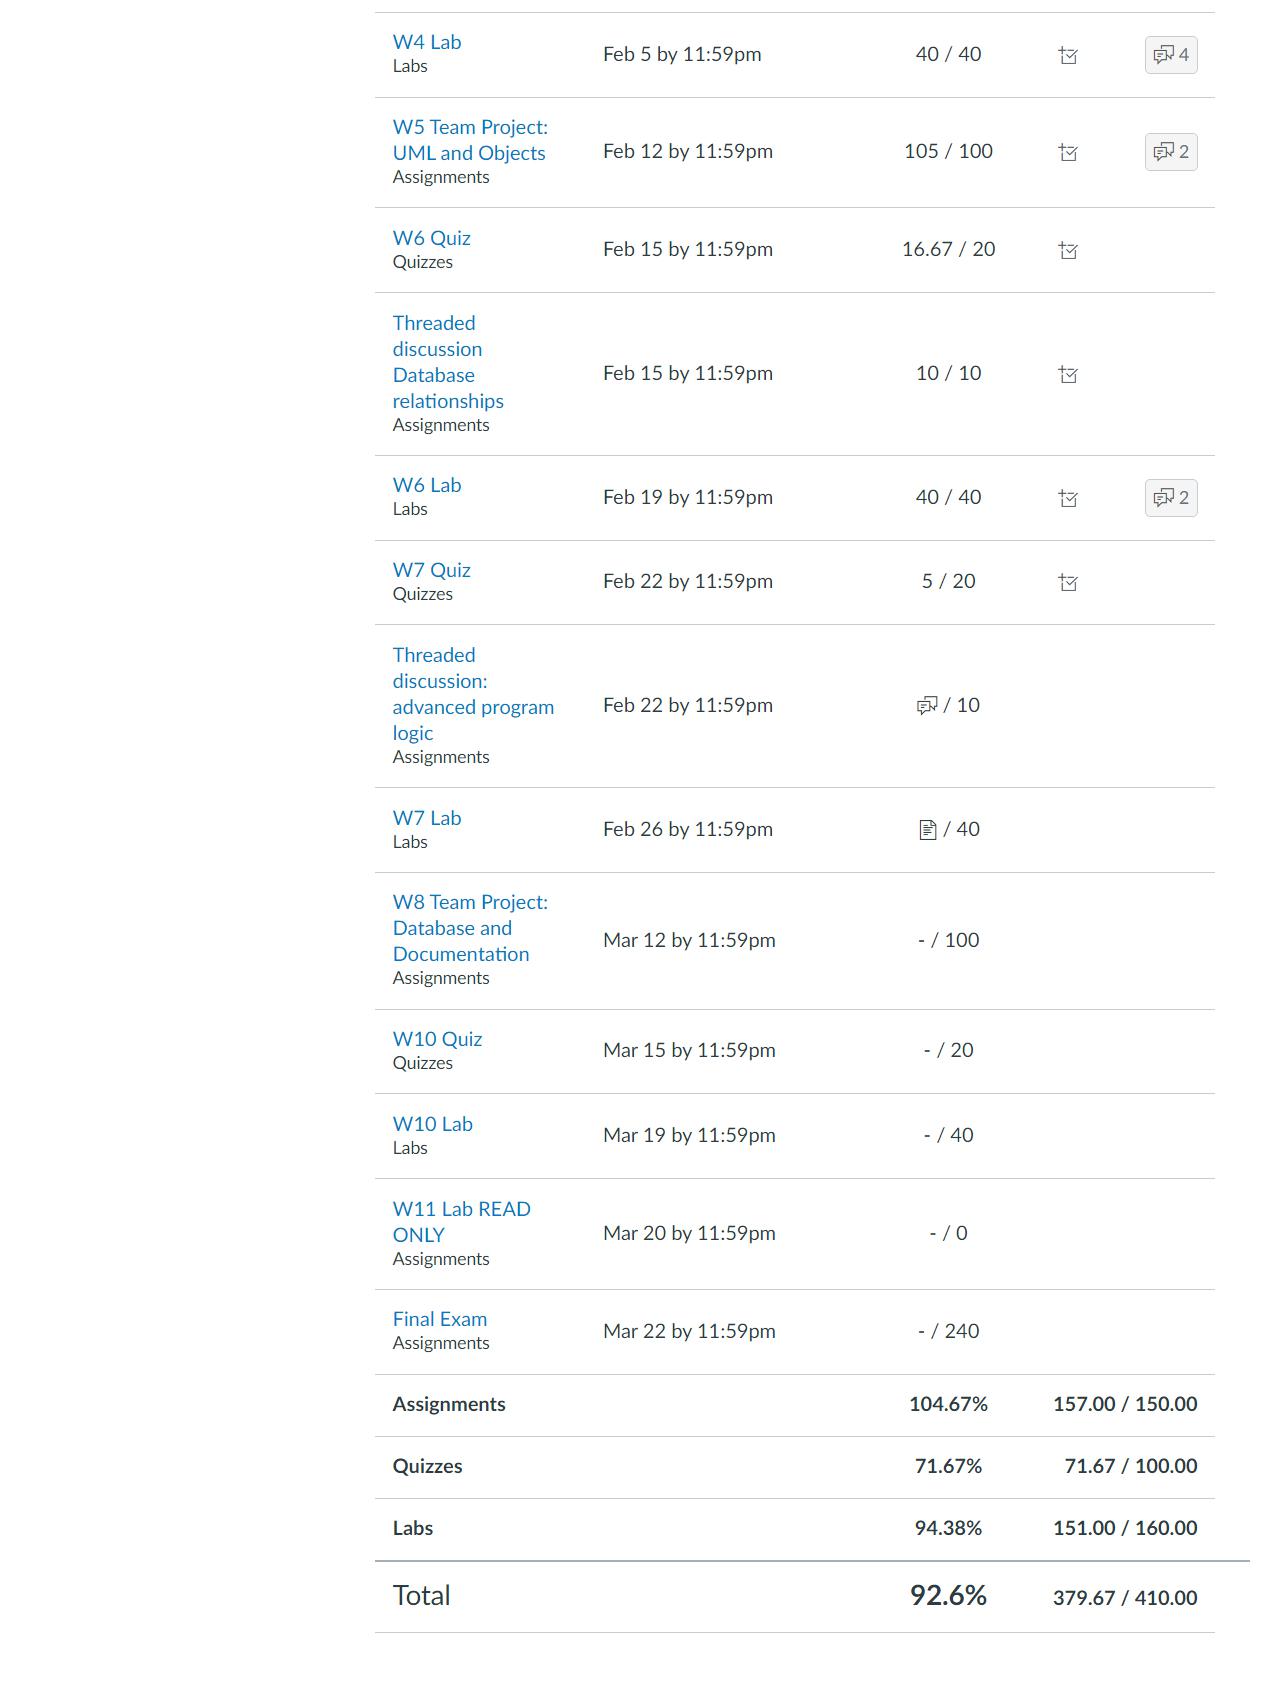 W4 Lab
Labs
Feb 5 by 11:59pm
40 / 40
4
W5 Team Project:
UML and Objects
Assignments
Feb 12 by 11:59pm
105 / 100
2
W6 Quiz
Quizzes
Feb 15 by 11:59pm
16.67 / 20
Threaded
discussion
Database
relationships
Assignments
Feb 15 by 11:59pm
10 / 10
W6 Lab
Labs
Feb 19 by 11:59pm
40 / 40
2
W7 Quiz
Quizzes
Feb 22 by 11:59pm
5 / 20
Threaded
discussion:
advanced program
logic
Assignments
Feb 22 by 11:59pm
/ 10
W7 Lab
Labs
Feb 26 by 11:59pm
/ 40
W8 Team Project:
Database and
Documentation
Assignments
Mar 12 by 11:59pm
- / 100
W10 Quiz
Quizzes
Mar 15 by 11:59pm
- / 20
W10 Lab
Labs
Mar 19 by 11:59pm
- / 40
W11 Lab READ
ONLY
Assignments
Mar 20 by 11:59pm
- / 0
Final Exam
Assignments
Mar 22 by 11:59pm
- / 240
Assignments 104.67% 157.00 / 150.00
Quizzes 71.67% 71.67 / 100.00
Labs 94.38% 151.00 / 160.00
Total 92.6% 379.67 / 410.00